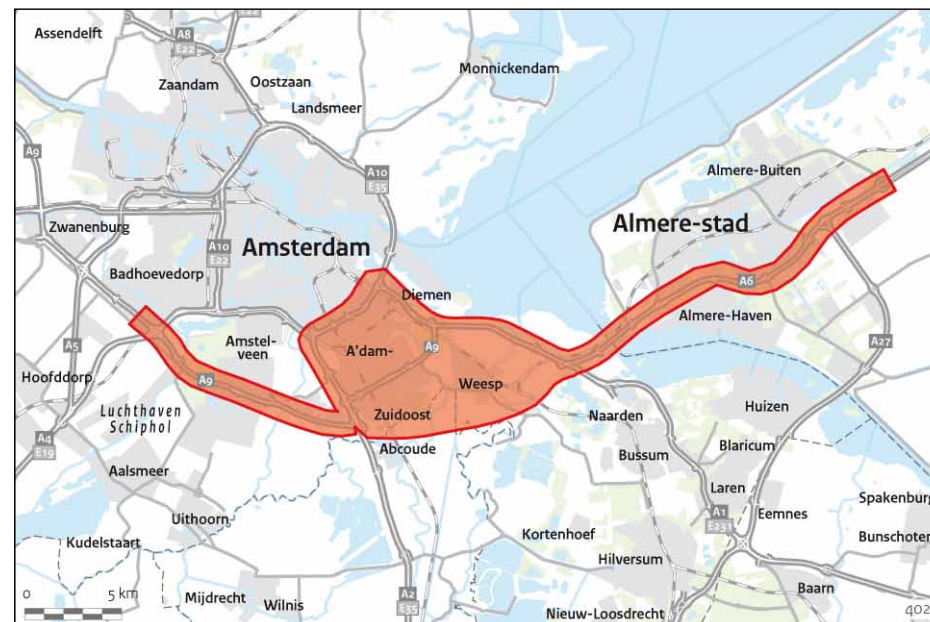 Assendelft
A8
E22
E22
Zaandam
Oostzaan
Landsmeer
Monnickendam
A9
A10
E35
Almere-Buiten
Zwanenburg
Almere-stad
A10
E22
Amsterdam
Badhoevedorp
Diemen
A6
Almere-Haven
Amstel-
veen
A'dam-
A9
A5
A27
Hoofddorp
A9
Weesp
Luchthaven
Schiphol
Zuidoost
Naarden
Huizen
A4
E19
Abcoude
Bussum
Blaricum
Aalsmeer
Laren
Uithoorn
A1
E231
Eemnes
Spakenburg
Kudelstaart
Kortenhoef
Bunschoten
Hilversum
0
5 km
Mijdrecht
Wilnis
A2
E35
Nieuw-Loosdrecht
Baarn
402